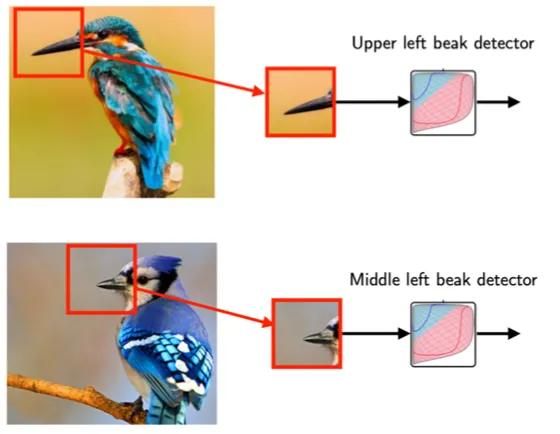 Upper left beak detector
Middle left beak detector